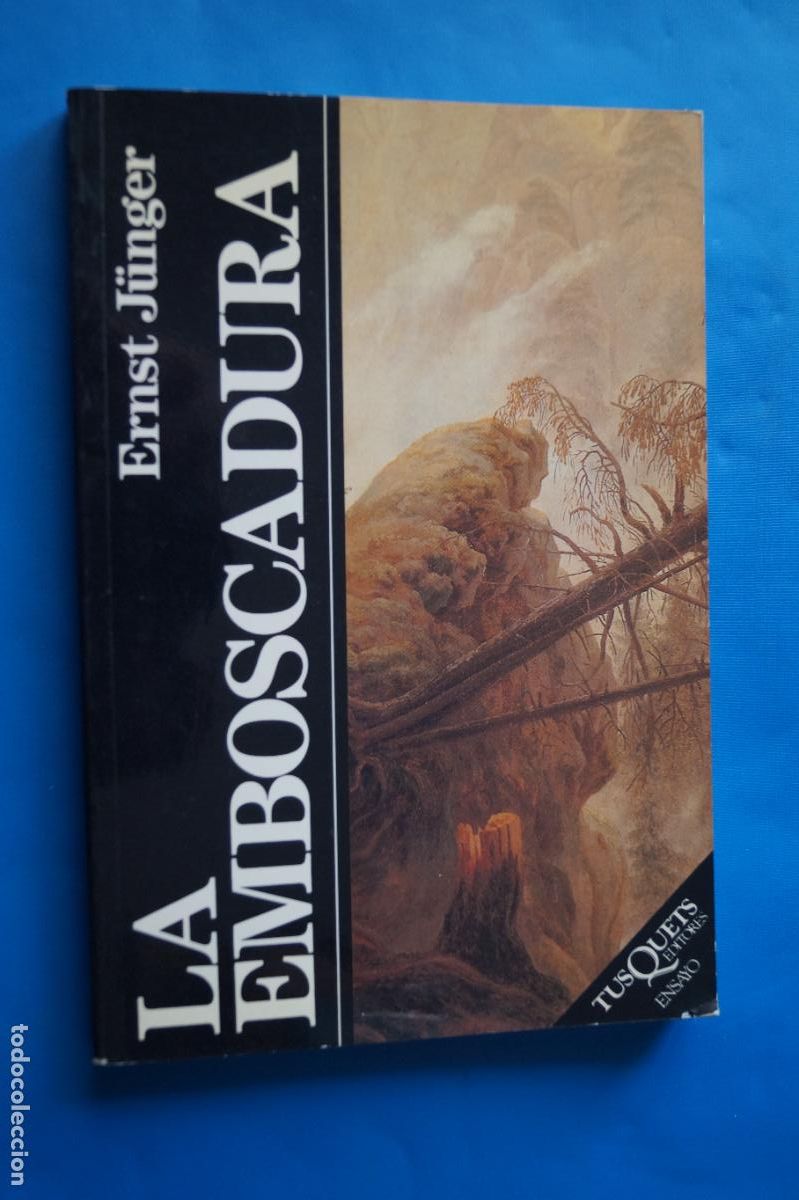 Ernst Jünger
LA
EMBOSCADURA
TUSQUETS
EDITORES
ENSAYO
todocoleccion